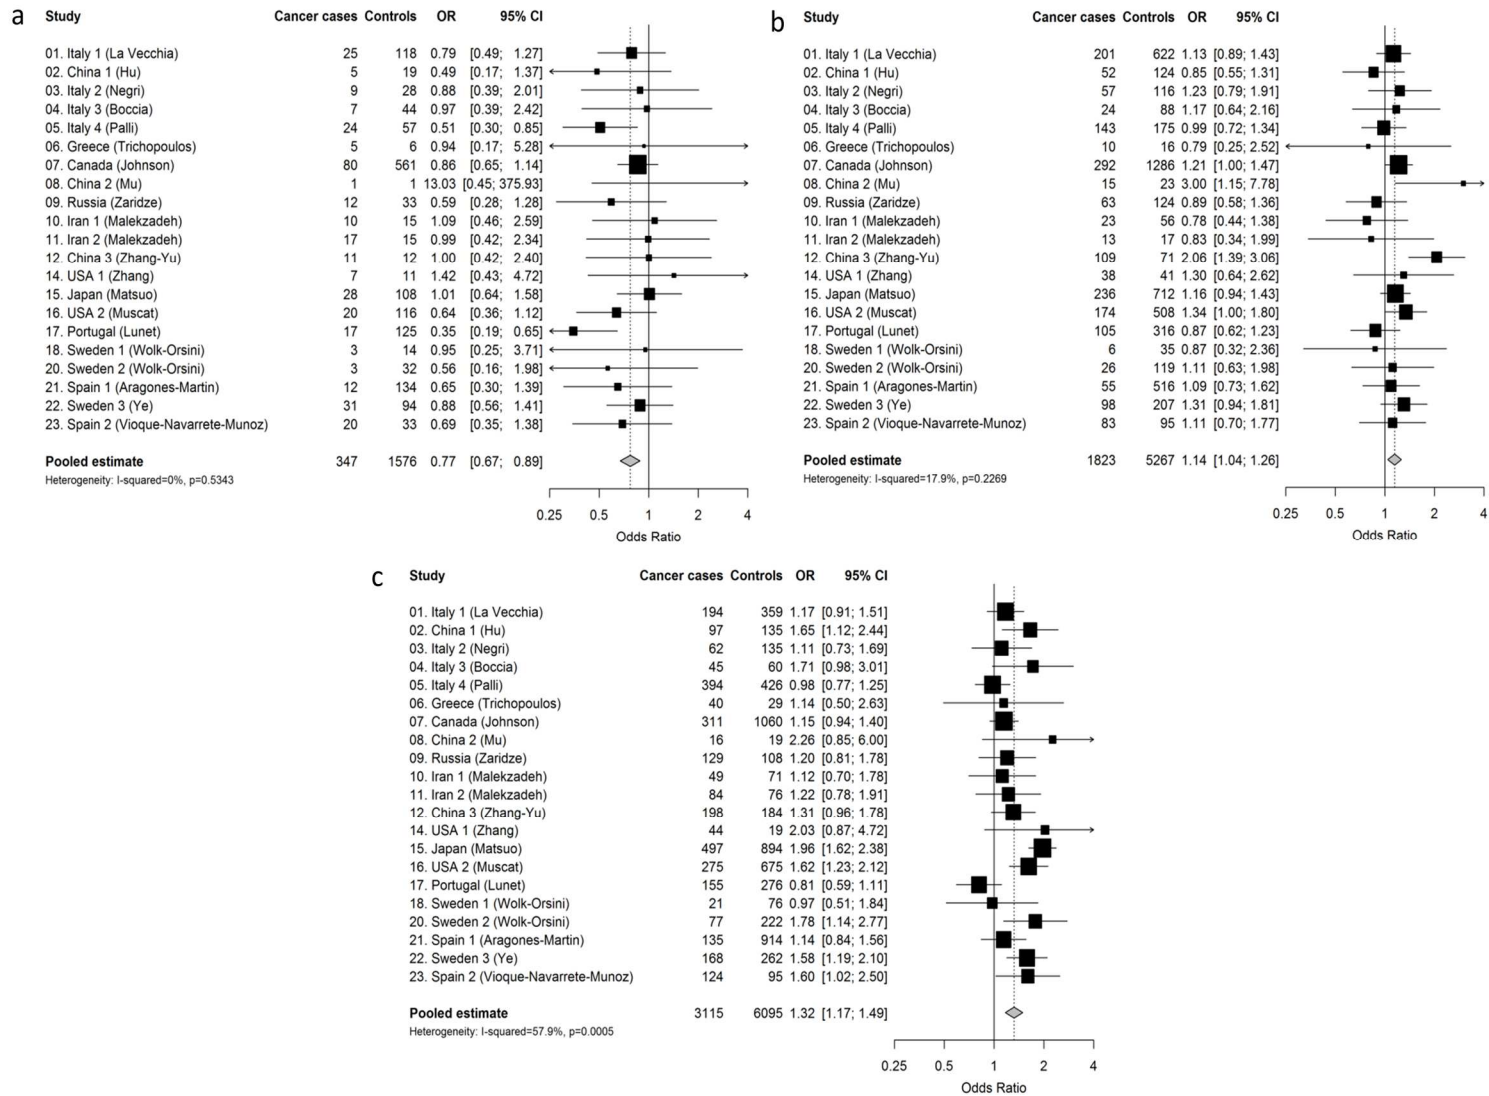 a
Study Cancer cases Controls OR 95% CI
01. Italy 1 (La Vecchia) 25 118 0.79 [0.49; 1.27]
02. China 1 (Hu) 5 19 0.49 [0.17; 1.37]
03. Italy 2 (Negri) 9 28 0.88 [0.39; 2.01]
04. Italy 3 (Boccia) 7 44 0.97 [0.39; 2.42]
05. Italy 4 (Palli) 24 57 0.51 [0.30; 0.85]
06. Greece (Trichopoulos) 5 6 0.94 [0.17; 5.28]
07. Canada (Johnson) 80 561 0.86 [0.65; 1.14]
08. China 2 (Mu) 1 1 13.03 [0.45; 375.93]
09. Russia (Zaridze) 12 33 0.59 [0.28; 1.28]
10. Iran 1 (Malekzadeh) 10 15 1.09 [0.46; 2.59]
11. Iran 2 (Malekzadeh) 17 15 0.99 [0.42; 2.34]
12. China 3 (Zhang-Yu) 11 12 1.00 [0.42; 2.40]
14. USA 1 (Zhang) 7 11 1.42 [0.43; 4.72]
15. Japan (Matsuo) 28 108 1.01 [0.64; 1.58]
16. USA 2 (Muscat) 20 116 0.64 [0.36; 1.12]
17. Portugal (Lunet) 17 125 0.35 [0.19; 0.65]
18. Sweden 1 (Wolk-Orsini) 3 14 0.95 [0.25; 3.71]
20. Sweden 2 (Wolk-Orsini) 3 32 0.56 [0.16; 1.98]
21. Spain 1 (Aragones-Martin) 12 134 0.65 [0.30; 1.39]
22. Sweden 3 (Ye) 31 94 0.88 [0.56; 1.41]
23. Spain 2 (Vioque-Navarrete-Munoz) 20 33 0.69 [0.35; 1.38]
Pooled estimate 347 1576 0.77 [0.67; 0.89]
Heterogeneity: I-squared=0%, p=0.5343
0.25 0.5 1 2 4
Odds Ratio
b
Study Cancer cases Controls OR 95% CI
01. Italy 1 (La Vecchia) 201 622 1.13 [0.89; 1.43]
02. China 1 (Hu) 52 124 0.85 [0.55; 1.31]
03. Italy 2 (Negri) 57 116 1.23 [0.79; 1.91]
04. Italy 3 (Boccia) 24 88 1.17 [0.64; 2.16]
05. Italy 4 (Palli) 143 175 0.99 [0.72; 1.34]
06. Greece (Trichopoulos) 10 16 0.79 [0.25; 2.52]
07. Canada (Johnson) 292 1286 1.21 [1.00; 1.47]
08. China 2 (Mu) 15 23 3.00 [1.15; 7.78]
09. Russia (Zaridze) 63 124 0.89 [0.58; 1.36]
10. Iran 1 (Malekzadeh) 23 56 0.78 [0.44; 1.38]
11. Iran 2 (Malekzadeh) 13 17 0.83 [0.34; 1.99]
12. China 3 (Zhang-Yu) 109 71 2.06 [1.39; 3.06]
14. USA 1 (Zhang) 38 41 1.30 [0.64; 2.62]
15. Japan (Matsuo) 236 712 1.16 [0.94; 1.43]
16. USA 2 (Muscat) 174 508 1.34 [1.00; 1.80]
17. Portugal (Lunet) 105 316 0.87 [0.62; 1.23]
18. Sweden 1 (Wolk-Orsini) 6 35 0.87 [0.32; 2.36]
20. Sweden 2 (Wolk-Orsini) 26 119 1.11 [0.63; 1.98]
21. Spain 1 (Aragones-Martin) 55 516 1.09 [0.73; 1.62]
22. Sweden 3 (Ye) 98 207 1.31 [0.94; 1.81]
23. Spain 2 (Vioque-Navarrete-Munoz) 83 95 1.11 [0.70; 1.77]
Pooled estimate 1823 5267 1.14 [1.04; 1.26]
Heterogeneity: I-squared=17.9%, p=0.2269
0.25 0.5 1 2 4
Odds Ratio
c
Study Cancer cases Controls OR 95% CI
01. Italy 1 (La Vecchia) 194 359 1.17 [0.91; 1.51]
02. China 1 (Hu) 97 135 1.65 [1.12; 2.44]
03. Italy 2 (Negri) 62 135 1.11 [0.73; 1.69]
04. Italy 3 (Boccia) 45 60 1.71 [0.98; 3.01]
05. Italy 4 (Palli) 394 426 0.98 [0.77; 1.25]
06. Greece (Trichopoulos) 40 29 1.14 [0.50; 2.63]
07. Canada (Johnson) 311 1060 1.15 [0.94; 1.40]
08. China 2 (Mu) 16 19 2.26 [0.85; 6.00]
09. Russia (Zaridze) 129 108 1.20 [0.81; 1.78]
10. Iran 1 (Malekzadeh) 49 71 1.12 [0.70; 1.78]
11. Iran 2 (Malekzadeh) 84 76 1.22 [0.78; 1.91]
12. China 3 (Zhang-Yu) 198 184 1.31 [0.96; 1.78]
14. USA 1 (Zhang) 44 19 2.03 [0.87; 4.72]
15. Japan (Matsuo) 497 894 1.96 [1.62; 2.38]
16. USA 2 (Muscat) 275 675 1.62 [1.23; 2.12]
17. Portugal (Lunet) 155 276 0.81 [0.59; 1.11]
18. Sweden 1 (Wolk-Orsini) 21 76 0.97 [0.51; 1.84]
20. Sweden 2 (Wolk-Orsini) 77 222 1.78 [1.14; 2.77]
21. Spain 1 (Aragones-Martin) 135 914 1.14 [0.84; 1.56]
22. Sweden 3 (Ye) 168 262 1.58 [1.19; 2.10]
23. Spain 2 (Vioque-Navarrete-Munoz) 124 95 1.60 [1.02; 2.50]
Pooled estimate 3115 6095 1.32 [1.17; 1.49]
Heterogeneity: I-squared=57.9%, p=0.0005
0.25 0.5 1 2 4
Odds Ratio